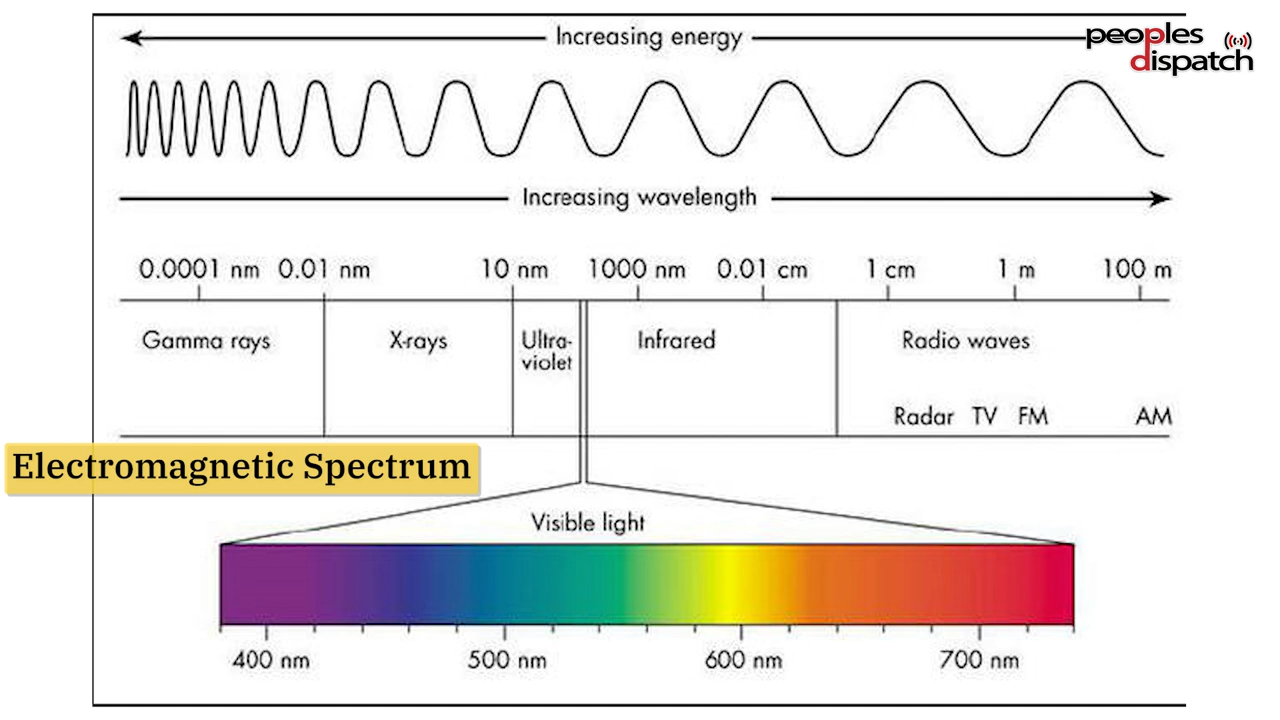 Increasing energy
peoples
dispatch
Increasing wavelength
0.0001 nm 0.01 nm 10 nm 1000 nm 0.01 cm 1 cm 1 m 100 m
Gamma rays X-rays Ultra-
violet Infrared Radio waves
Radar TV FM AM
Electromagnetic Spectrum
Visible light
400 nm 500 nm 600 nm 700 nm